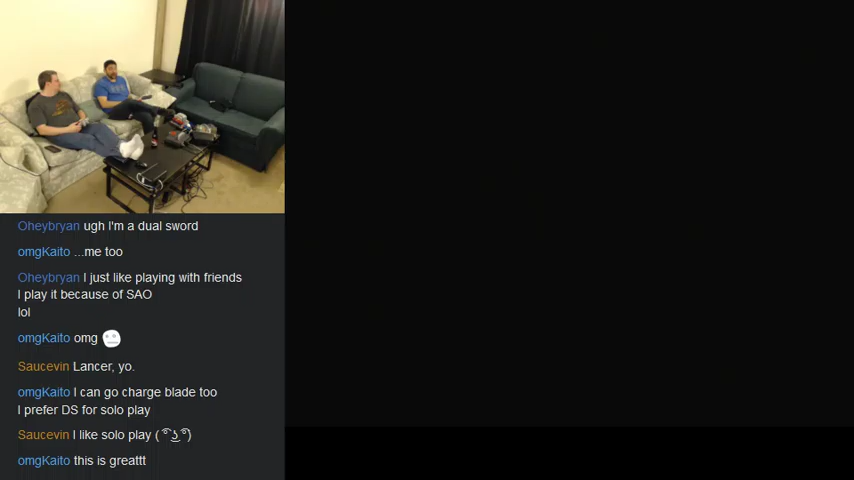 Oheybryan ugh I'm a dual sword
omgKaito ...me too
Oheybryan I just like playing with friends
I play it because of SAO
lol
omgKaito omg
Saucevin Lancer, yo.
omgKaito I can go charge blade too
I prefer DS for solo play
Saucevin I like solo play ( ͡° ͜ʖ ͡°)
omgKaito this is greattt